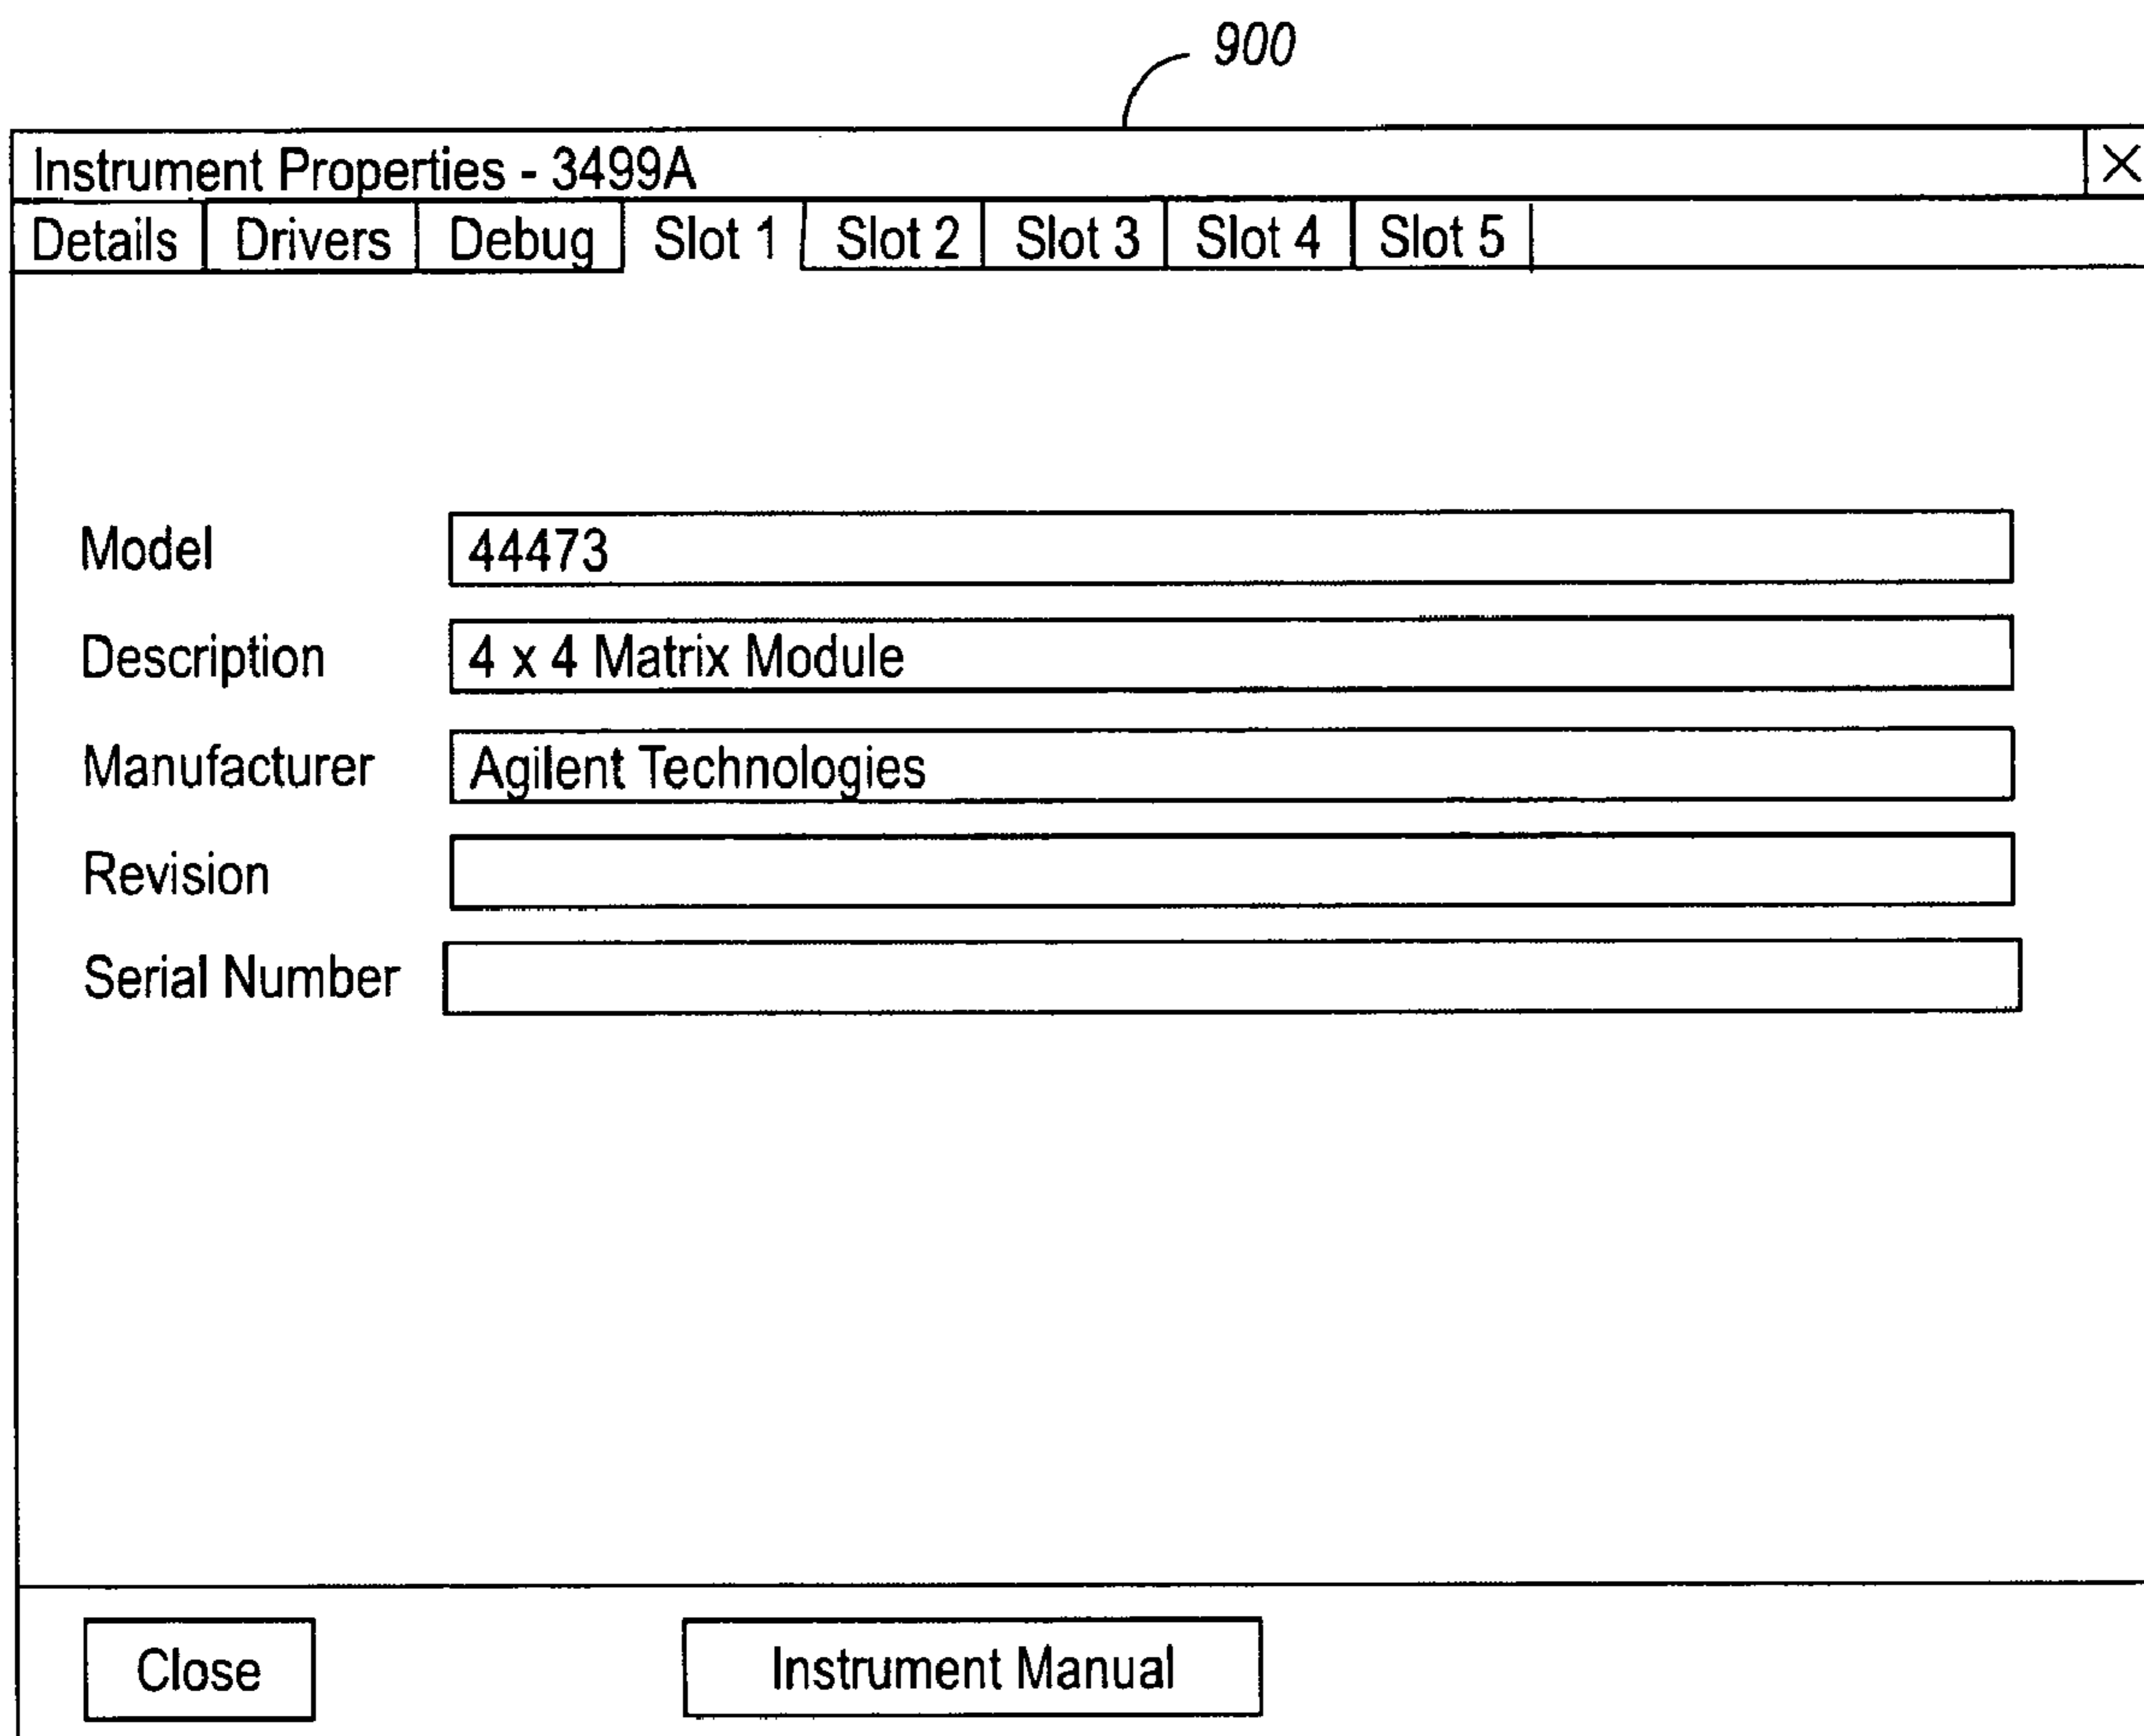 900
Instrument Properties - 3499A X
Details Drivers Debug Slot 1 Slot 2 Slot 3 Slot 4 Slot 5
Model 44473
Description 4 x 4 Matrix Module
Manufacturer Agilent Technologies
Revision
Serial Number
Close Instrument Manual